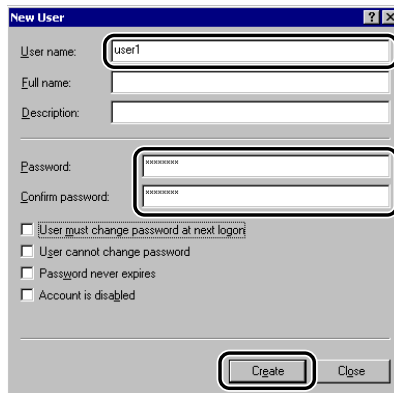 New User
User name: user1
Full name:
Description:
Password: ********
Confirm password: ********
User must change password at next logon
User cannot change password
Password never expires
Account is disabled
Create Close